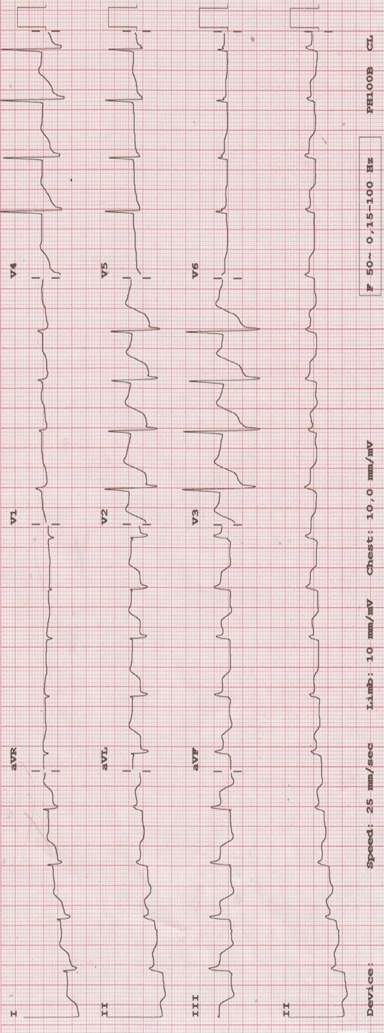 I aVR V1 V4
II aVL V2 V5
III aVF V3 V6
II
Device: Speed: 25 mm/sec Limb: 10 mm/mV Chest: 10,0 mm/mV F 50~ 0,15-100 Hz PH100B CL